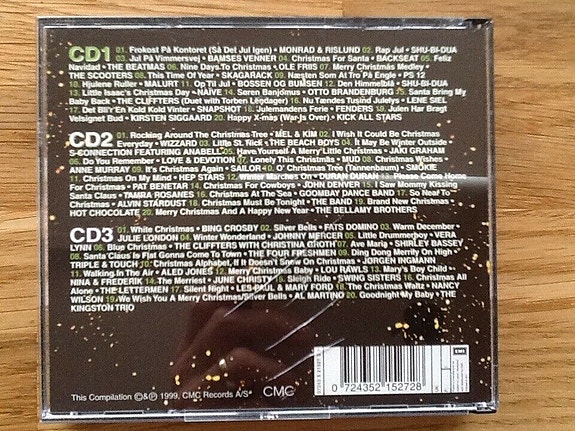 CD1 01. Frokost På Kontoret (Så Det Jul Igen) • MONRAD & RISLUND 02. Rap Jul • SHU-BI-DUA
03. Jul På Vimmersvej • BAMSES VENNER 04. Christmas For Santa • BACKSEAT 05. Feliz
Navidad • THE BEATMAS 06. Nine Days To Christmas • OLE FRIIS 07. Merry Christmas Medley •
THE SCOOTERS 08. This Time Of Year • SKAGARACK 09. Næsten Som At Tro På Engle • PS 12
10. Hjulene Ruller • MALURT 11. Op Til Jul • BOSSEN OG BUMSEN 12. Den Himmelblå • SHU-BI-DUA
13. Little Isaac's Christmas Day • NAÏVE 14. Søren Banjomus • OTTO BRANDENBURG 15. Santa Bring My
Baby Back • THE CLIFFTERS (Duet with Torben Lendager) 16. Nu Tændes Tusind Julelys • LENE SIEL
17. Det Bli'r En Kold Kold Vinter • SNAPSHOT 18. Julemandens Ferie • FENDERS 19. Julen Har Bragt
Velsignet Bud • KIRSTEN SIGGAARD 20. Happy X-mas (War Is Over) • KICK ALL STARS
CD2 01. Rocking Around The Christmas Tree • MEL & KIM 02. I Wish It Could Be Christmas
Everyday • WIZZARD 03. Little St. Nick • THE BEACH BOYS 04. It May Be Winter Outside •
S-CONNECTION FEATURING ANABELL 05. Have Yourself A Merry Little Christmas • JAKI GRAHAM
06. Do You Remember • LOVE & DEVOTION 07. Lonely This Christmas • MUD 08. Christmas Wishes •
ANNE MURRAY 09. It's Christmas Again • SAILOR 10. O' Christmas Tree (Tannenbaum) • SMOKIE
11. Christmas On My Mind • HEP STARS 12. Winter Marches On • DURAN DURAN 13. Please Come Home
For Christmas • PAT BENETAR 14. Christmas For Cowboys • JOHN DENVER 15. I Saw Mommy Kissing
Santa Claus • TAMRA ROSANES 16. Christmas At Sea • GOOMBAY DANCE BAND 17. So Near To
Christmas • ALVIN STARDUST 18. Christmas Must Be Tonight • THE BAND 19. Brand New Christmas •
HOT CHOCOLATE 20. Merry Christmas And A Happy New Year • THE BELLAMY BROTHERS
CD3 01. White Christmas • BING CROSBY 02. Silver Bells • FATS DOMINO 03. Warm December •
JULIE LONDON 04. Winter Wonderland • JOHNNY MERCER 05. Little Drummerboy • VERA
LYNN 06. Blue Christmas • THE CLIFFTERS WITH CHRISTINA GROTH 07. Ave Maria • SHIRLEY BASSEY
08. Santa Claus Is Fjat Gonna Come To Town • THE FOUR FRESHMEN 09. Ding Dong Merrily On High •
TRIPLE & TOUCH 10. Christmas Alphabet, If It Doesn't Snow On Christmas • JØRGEN INGMANN
11. Walking In The Air • ALED JONES 12. Merry Christmas Baby • LOU RAWLS 13. Mary's Boy Child •
NINA & FREDERIK 14. The Merriest • JUNE CHRISTY 15. Sleigh Ride • SWING SISTERS 16. Christmas All
Alone • THE LETTERMEN 17. Silent Night • LES PAUL & MARY FORD 18. The Christmas Waltz • NANCY
WILSON 19. We Wish You A Merry Christmas/Silver Bells • AL MARTINO 20. Goodnight My Baby • THE
KINGSTON TRIO
This Compilation ©&℗ 1999, CMC Records A/S
CMC
EMI
0 724352 152728